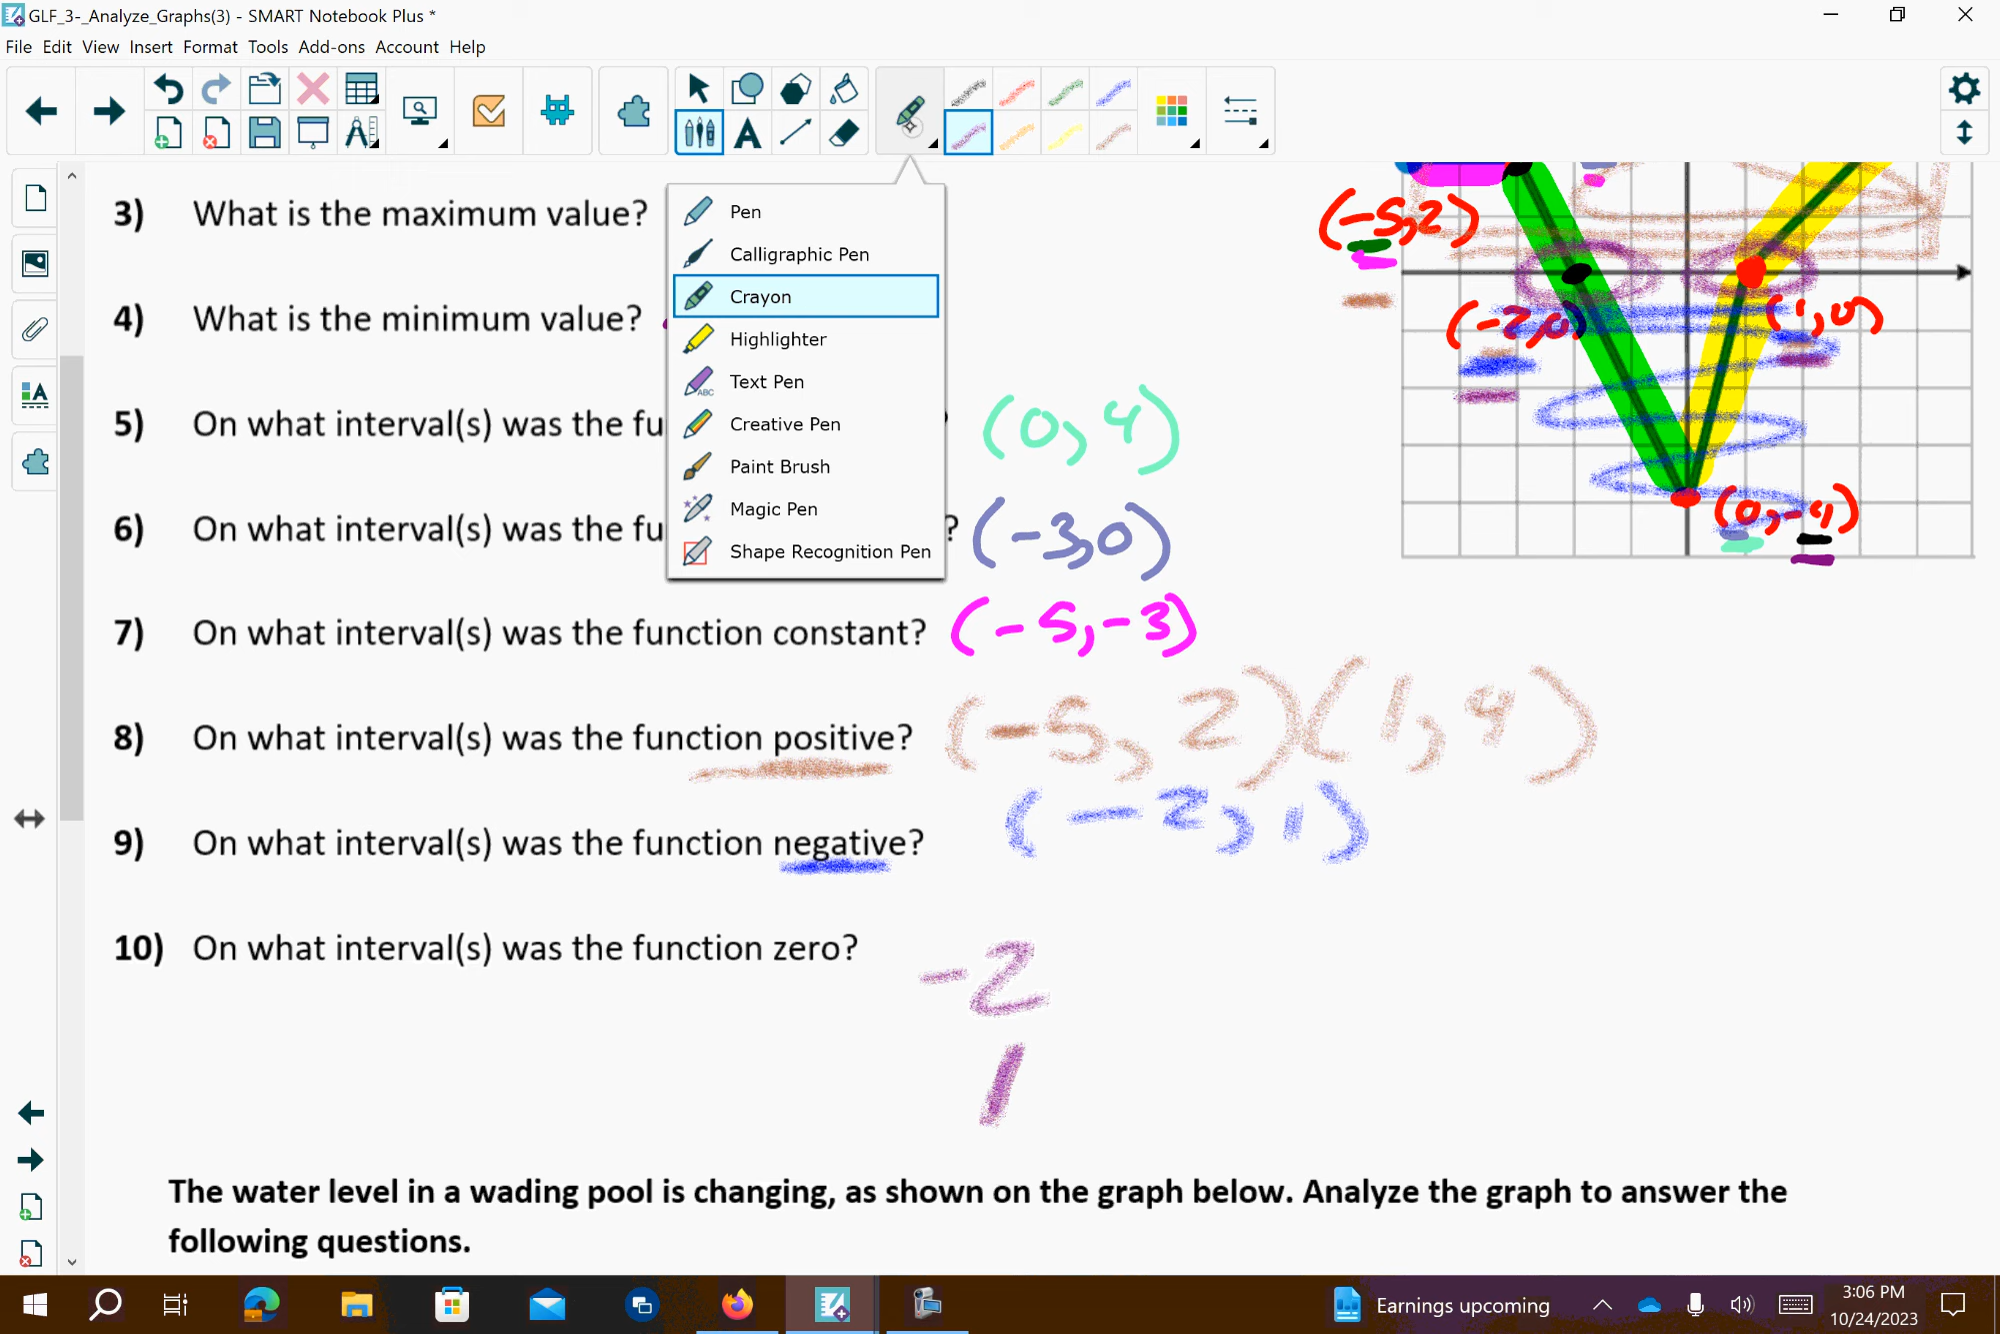 GLF_3-_Analyze_Graphs(3) - SMART Notebook Plus *
File Edit View Insert Format Tools Add-ons Account Help
3) What is the maximum value?
4) What is the minimum value?
5) On what interval(s) was the fu ? (0, 4)
6) On what interval(s) was the fu ? (-3,0)
7) On what interval(s) was the function constant? (-5,-3)
8) On what interval(s) was the function positive? (-5, 2)(1, 4)
9) On what interval(s) was the function negative? (-2, 1)
10) On what interval(s) was the function zero? -2
1
The water level in a wading pool is changing, as shown on the graph below. Analyze the graph to answer the
following questions.
Pen
Calligraphic Pen
Crayon
Highlighter
ABC Text Pen
Creative Pen
Paint Brush
Magic Pen
Shape Recognition Pen
(-5,2)
(-2,0) (1,0)
(0,-4)
A
A
Earnings upcoming
3:06 PM
10/24/2023